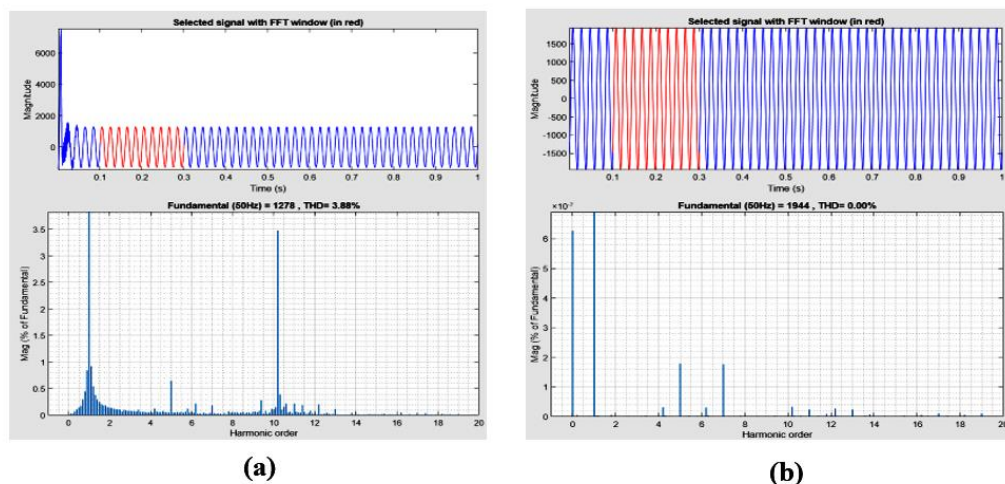 Selected signal with FFT window (in red)
6000
4000
2000
0
Magnitude
0.1 0.2 0.3 0.4 0.5 0.6 0.7 0.8 0.9 1
Time (s)
Fundamental (50Hz) = 1278 , THD= 3.88%
3.5
3
2.5
2
1.5
1
0.5
0
Mag (% of Fundamental)
0 2 4 6 8 10 12 14 16 18 20
Harmonic order
(a)
Selected signal with FFT window (in red)
1500
1000
500
0
-500
-1000
-1500
Magnitude
0.1 0.2 0.3 0.4 0.5 0.6 0.7 0.8 0.9 1
Time (s)
Fundamental (50Hz) = 1944 , THD= 0.00%
6
5
4
3
2
1
0
Mag (% of Fundamental)
0 2 4 6 8 10 12 14 16 18 20
Harmonic order
(b)